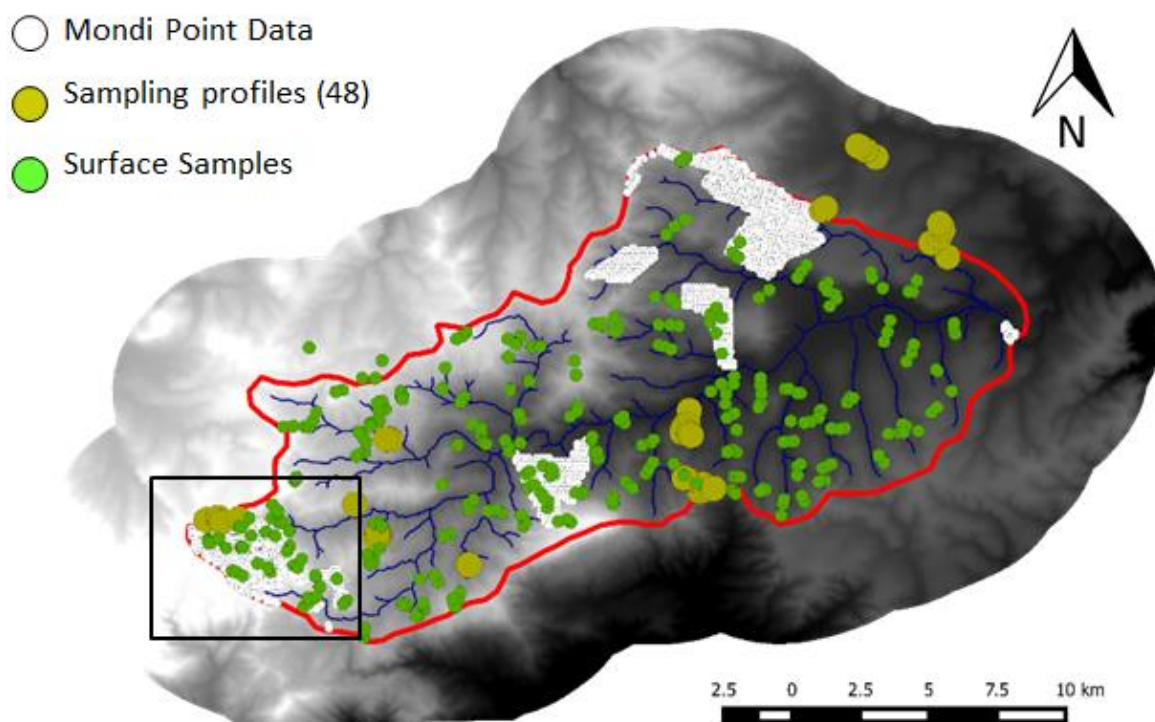 Mondi Point Data
Sampling profiles (48)
Surface Samples
N
2.5 0 2.5 5 7.5 10 km